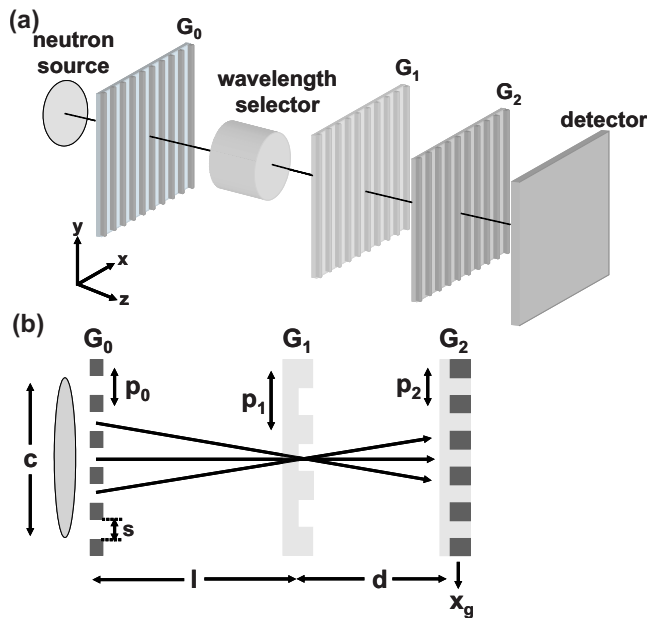 (a)
neutron
source
G0
wavelength
selector
G1
G2
detector
y
x
z
(b)
G0
G1
G2
p0
p1
p2
c
s
l
d
xg